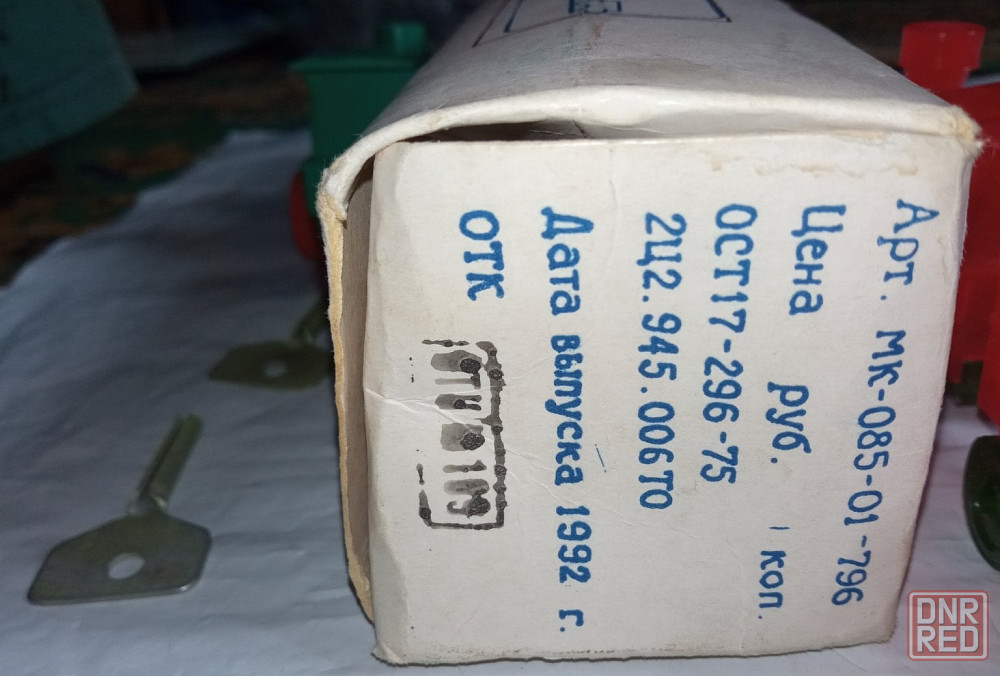 Арт. МК-085-01-796
Цена руб. коп.
ОСТ17-296-75
2Ц2.945.006ТО
Дата выпуска 1992 г.
ОТК
DNR
RED